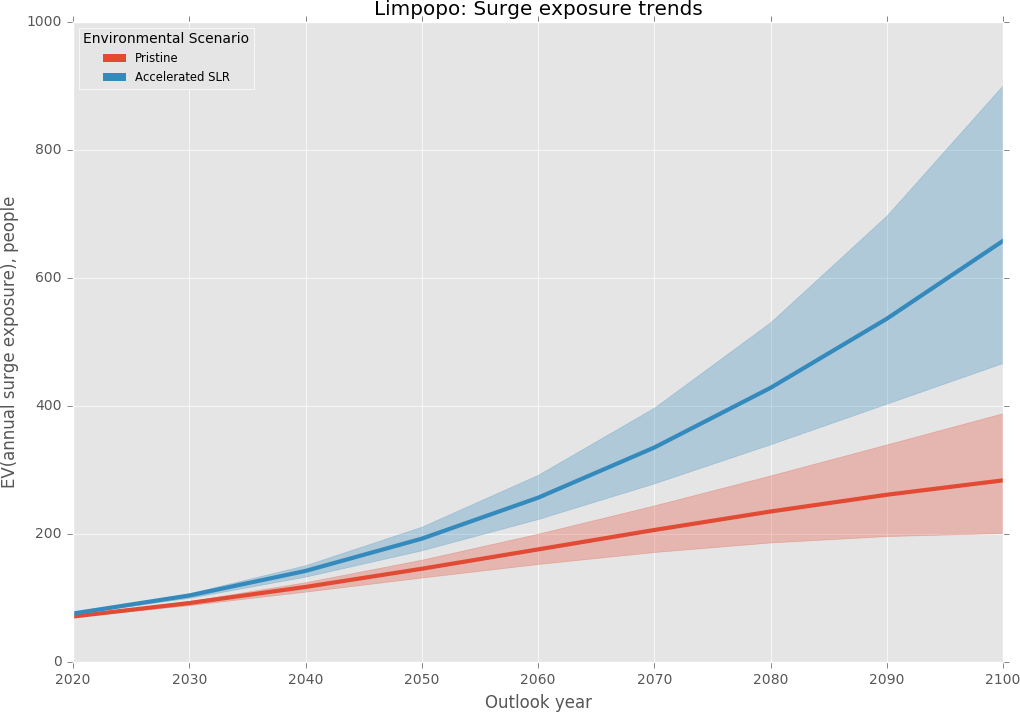 Limpopo: Surge exposure trends
Environmental Scenario
Pristine
Accelerated SLR
EV(annual surge exposure), people
1000
800
600
400
200
0
2020 2030 2040 2050 2060 2070 2080 2090 2100
Outlook year